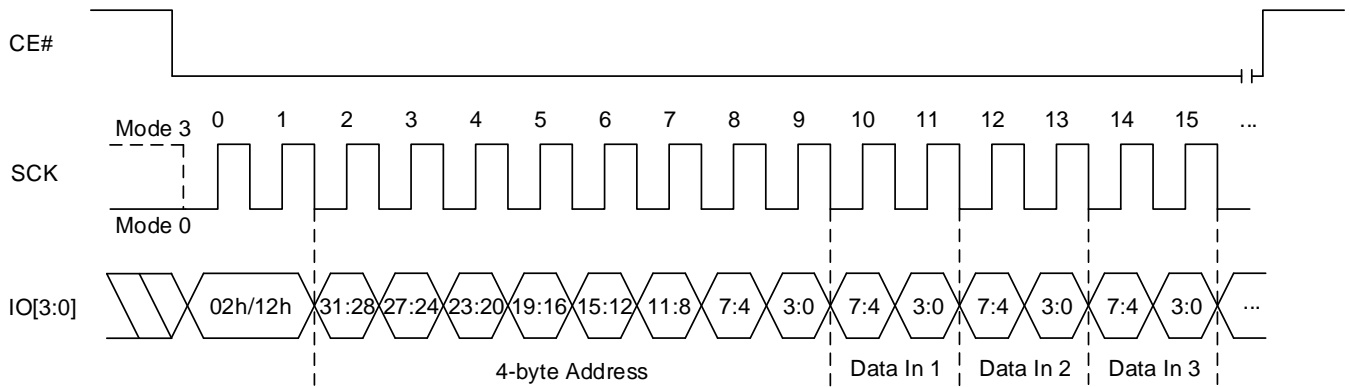 CE#
Mode 3 0 1 2 3 4 5 6 7 8 9 10 11 12 13 14 15 ...
SCK
Mode 0
IO[3:0] 02h/12h 31:28 27:24 23:20 19:16 15:12 11:8 7:4 3:0 7:4 3:0 7:4 3:0 7:4 3:0 ...
4-byte Address Data In 1 Data In 2 Data In 3